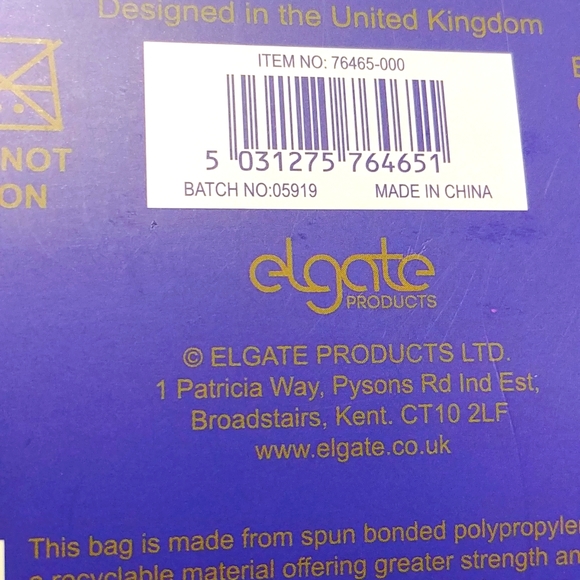 Designed in the United Kingdom
ITEM NO: 76465-000
5 031275 764651
BATCH NO:05919 MADE IN CHINA
NOT
ON
elgate
PRODUCTS
© ELGATE PRODUCTS LTD.
1 Patricia Way, Pysons Rd Ind Est;
Broadstairs, Kent. CT10 2LF
www.elgate.co.uk
This bag is made from spun bonded
a recyclable material offering greater strength